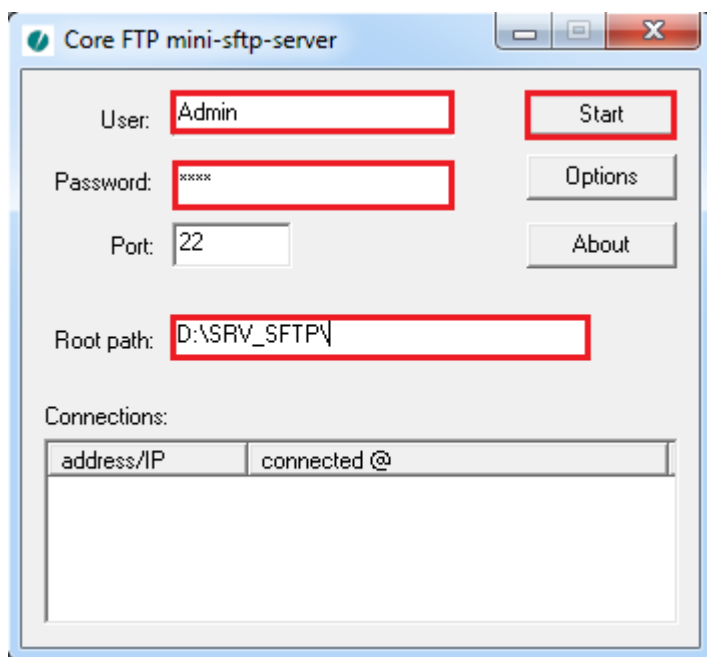 Core FTP mini-sftp-server
User: Admin Start
Password: **** Options
Port: 22 About
Root path: D:\SRV_SFTP\
Connections:
address/IP connected @